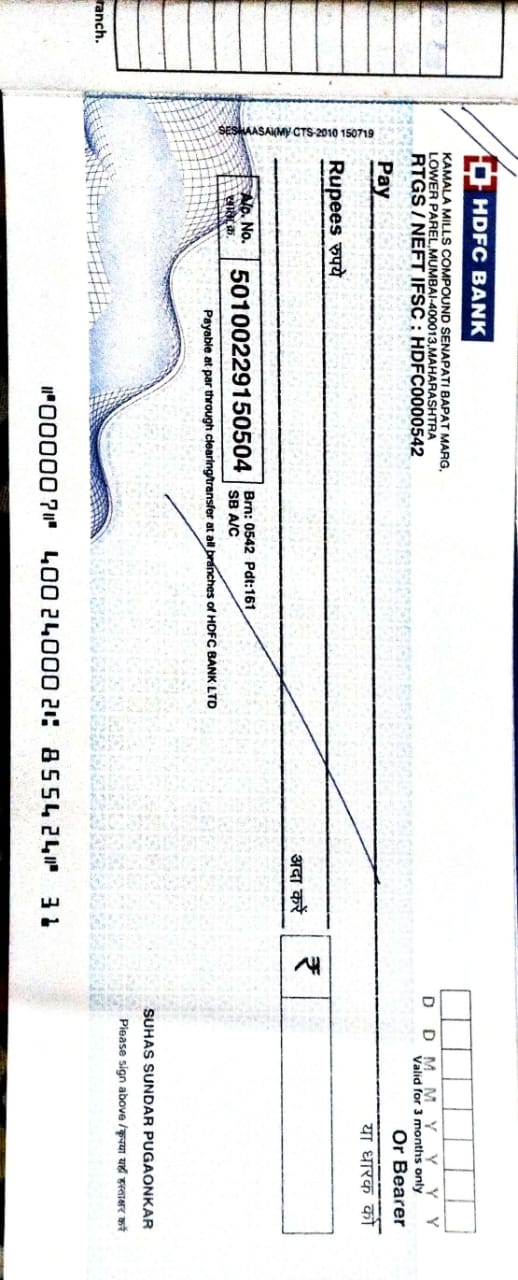 ranch.
HDFC BANK
KAMALA MILLS COMPOUND SENAPATI BAPAT MARG,
LOWER PAREL,MUMBAI-400013,MAHARASHTRA
RTGS / NEFT IFSC : HDFC0000542
D D M M Y Y Y Y
Valid for 3 months only
Pay
Or Bearer
या धारक को
Rupees रुपये
अदा करें
₹
A/c. No.
खाता क्र.
50100229150504
Brn: 0542 Pdt:161
SB A/C
Payable at par through clearing/transfer at all branches of HDFC BANK LTD
SESHAASAI(M)/ CTS-2010 150719
SUHAS SUNDAR PUGAONKAR
Please sign above /कृपया यहाँ हस्ताक्षर करें
⑈000007⑈ 400240002⑆ 855424⑈ 31